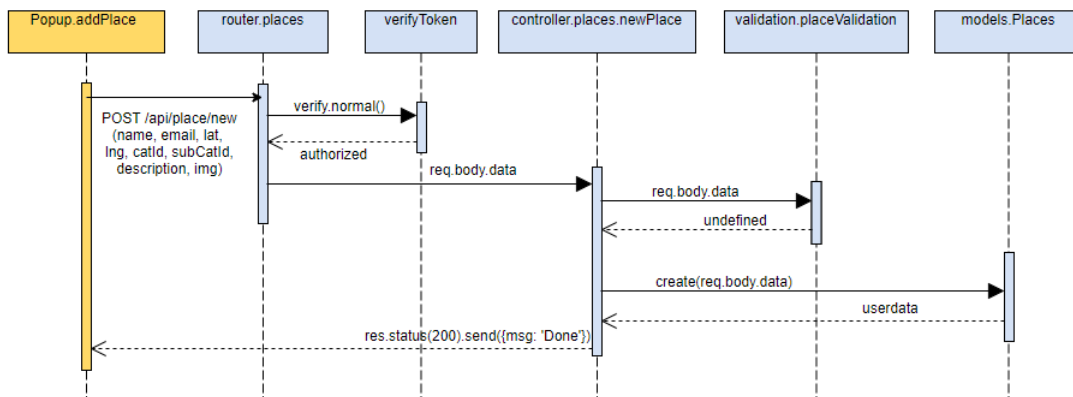 Popup.addPlace
router.places
verifyToken
controller.places.newPlace
validation.placeValidation
models.Places
POST /api/place/new
(name, email, lat,
lng, catId, subCatId,
description, img)
verify.normal()
authorized
req.body.data
req.body.data
undefined
create(req.body.data)
userdata
res.status(200).send({msg: 'Done'})